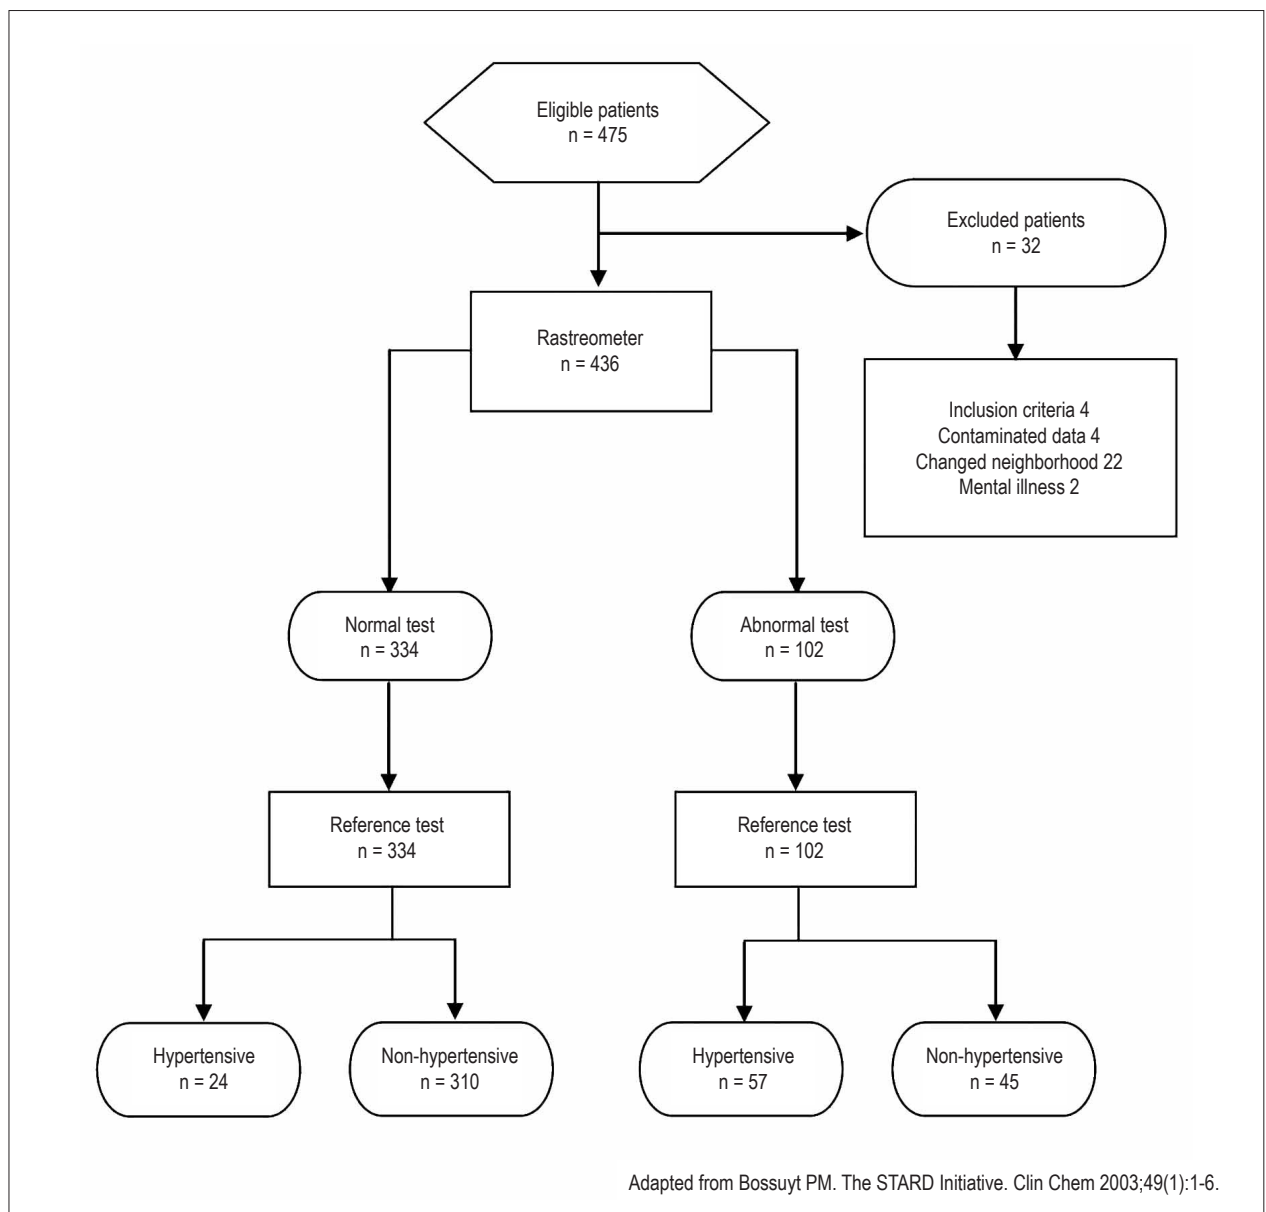 Eligible patients
n = 475
Excluded patients
n = 32
Rastreometer
n = 436
Inclusion criteria 4
Contaminated data 4
Changed neighborhood 22
Mental illness 2
Normal test
n = 334
Abnormal test
n = 102
Reference test
n = 334
Reference test
n = 102
Hypertensive
n = 24
Non-hypertensive
n = 310
Hypertensive
n = 57
Non-hypertensive
n = 45
Adapted from Bossuyt PM. The STARD Initiative. Clin Chem 2003;49(1):1-6.